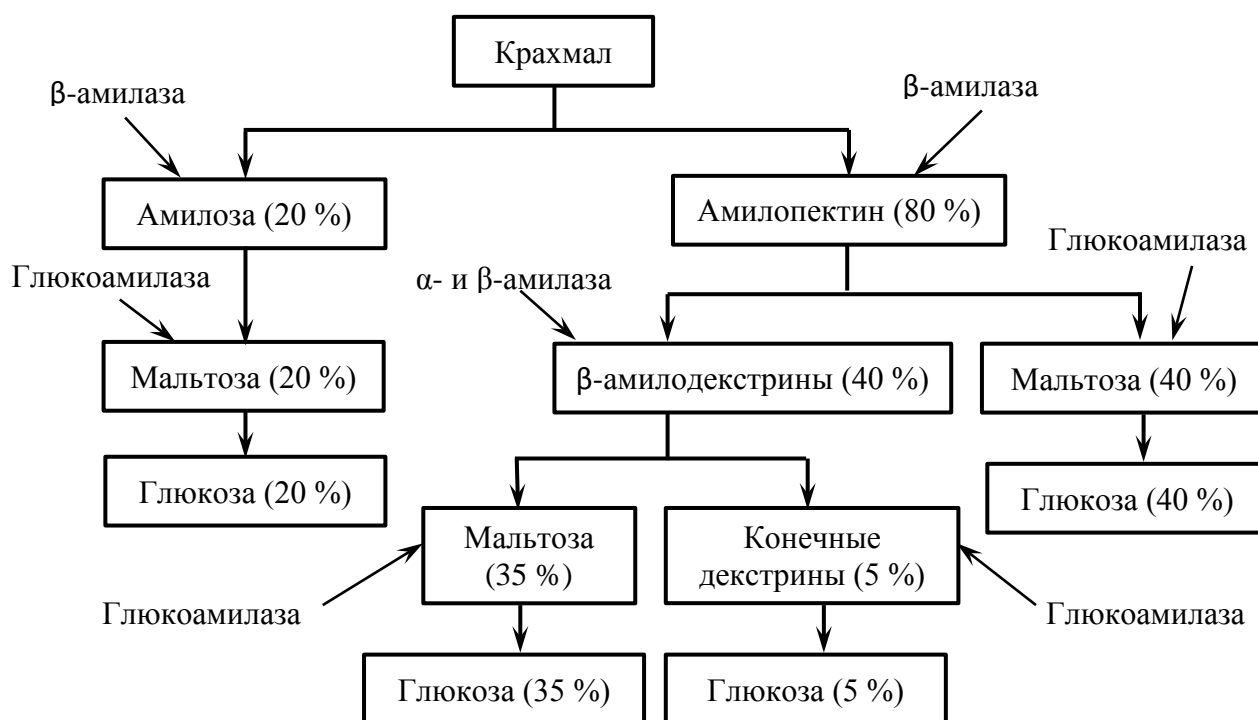 Крахмал
β-амилаза
β-амилаза
Амилоза (20 %)
Амилопектин (80 %)
Глюкоамилаза
Глюкоамилаза
α- и β-амилаза
Мальтоза (20 %)
β-амилодекстрины (40 %)
Мальтоза (40 %)
Глюкоза (20 %)
Глюкоза (40 %)
Мальтоза
(35 %)
Конечные
декстрины (5 %)
Глюкоамилаза
Глюкоамилаза
Глюкоза (35 %)
Глюкоза (5 %)